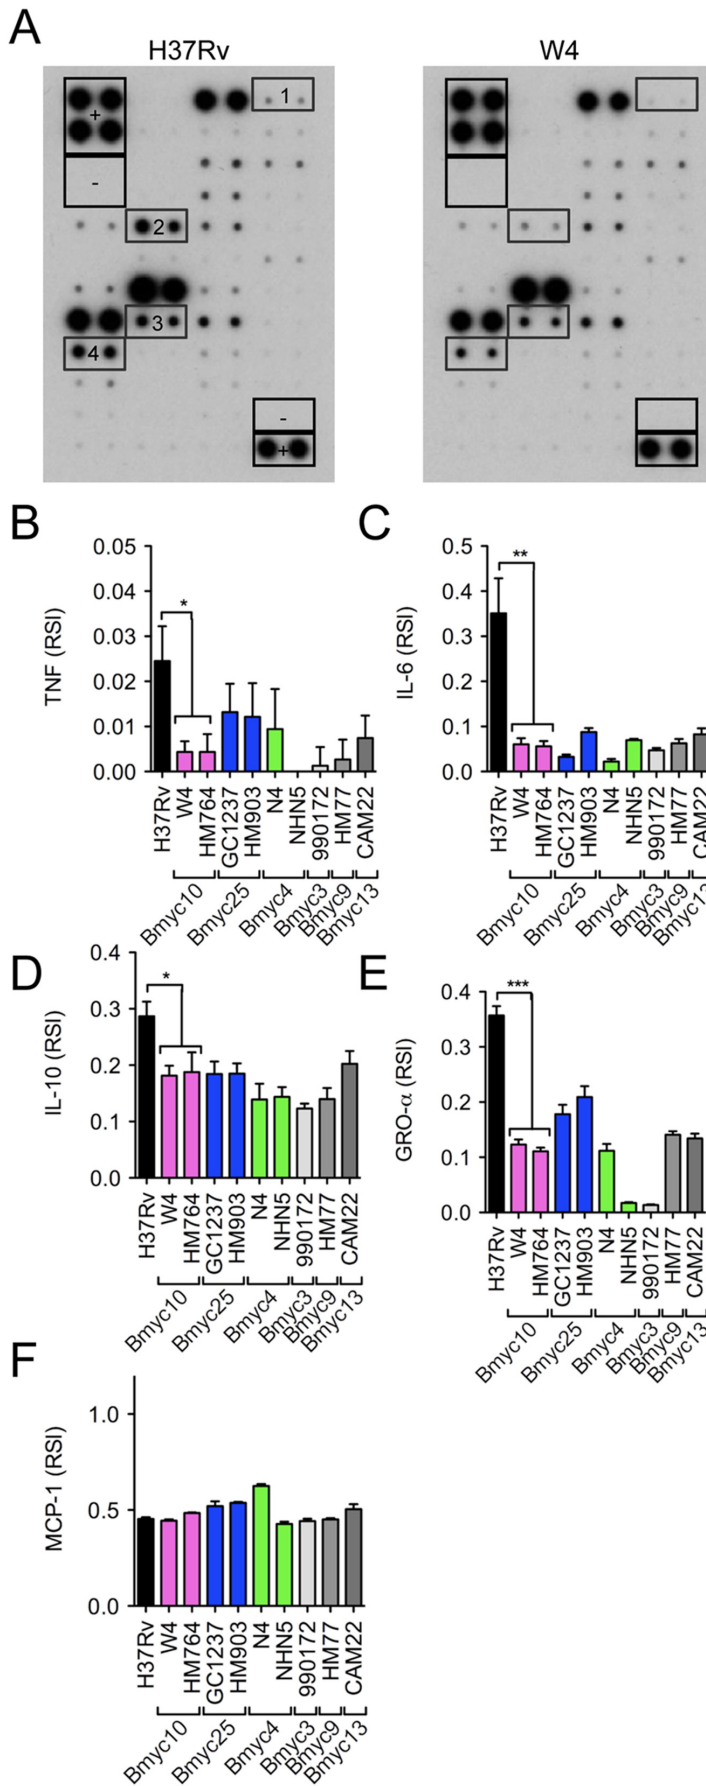 A
H37Rv
W4
+
1
-
2
3
4
-
+
B
TNF (RSI)
0.05
0.04
0.03
0.02
0.01
0.00
*
H37Rv
W4
HM764
GC1237
HM903
N4
NHN5
990172
HM77
CAM22
Bmyc10
Bmyc25
Bmyc4
Bmyc3
Bmyc9
Bmyc13
C
IL-6 (RSI)
0.5
0.4
0.3
0.2
0.1
0.0
**
H37Rv
W4
HM764
GC1237
HM903
N4
NHN5
990172
HM77
CAM22
Bmyc10
Bmyc25
Bmyc4
Bmyc3
Bmyc9
Bmyc13
D
IL-10 (RSI)
0.4
0.3
0.2
0.1
0.0
*
H37Rv
W4
HM764
GC1237
HM903
N4
NHN5
990172
HM77
CAM22
Bmyc10
Bmyc25
Bmyc4
Bmyc3
Bmyc9
Bmyc13
E
GRO-α (RSI)
0.4
0.3
0.2
0.1
0.0
***
H37Rv
W4
HM764
GC1237
HM903
N4
NHN5
990172
HM77
CAM22
Bmyc10
Bmyc25
Bmyc4
Bmyc3
Bmyc9
Bmyc13
F
MCP-1 (RSI)
1.0
0.5
0.0
H37Rv
W4
HM764
GC1237
HM903
N4
NHN5
990172
HM77
CAM22
Bmyc10
Bmyc25
Bmyc4
Bmyc3
Bmyc9
Bmyc13